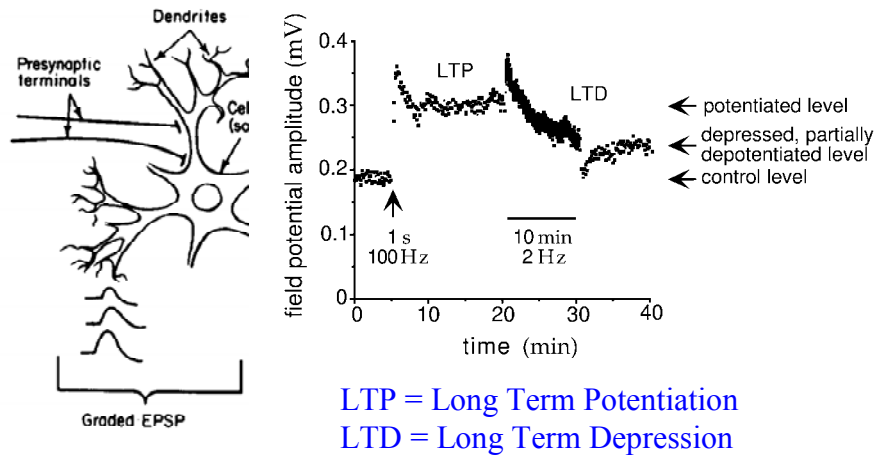 Dendrites
Presynaptic
terminals
Cel
(so
Graded EPSP
field potential amplitude (mV)
0.4
0.3
0.2
0.1
0
LTP
LTD
potentiated level
depressed, partially
depotentiated level
control level
1 s
100 Hz
10 min
2 Hz
0
10
20
30
40
time (min)
LTP = Long Term Potentiation
LTD = Long Term Depression